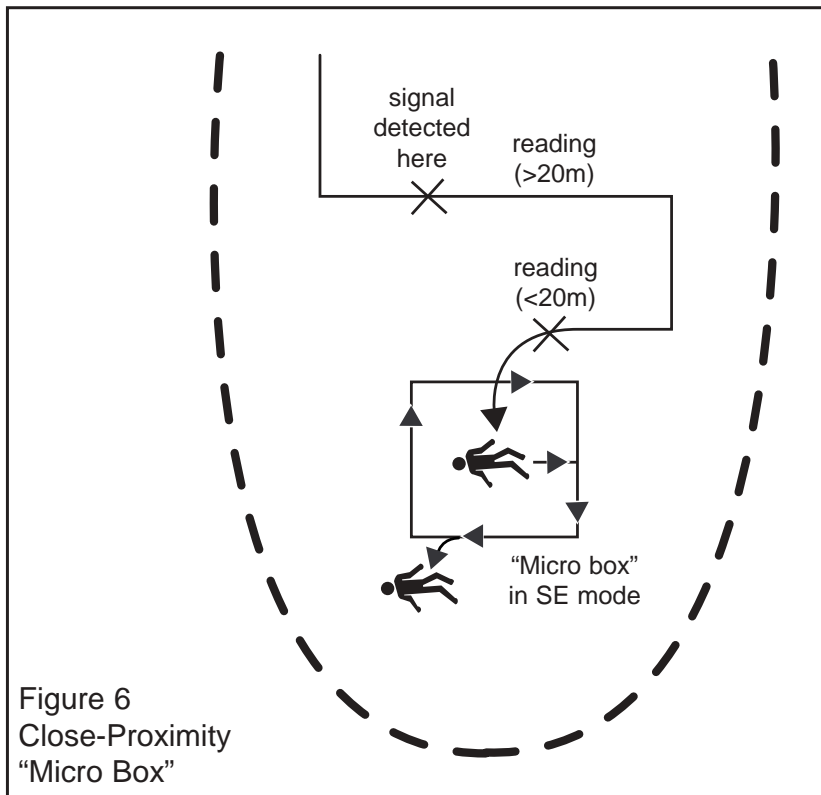 signal
detected
here
reading
(>20m)
reading
(<20m)
“Micro box”
in SE mode
Figure 6
Close-Proximity
“Micro Box”